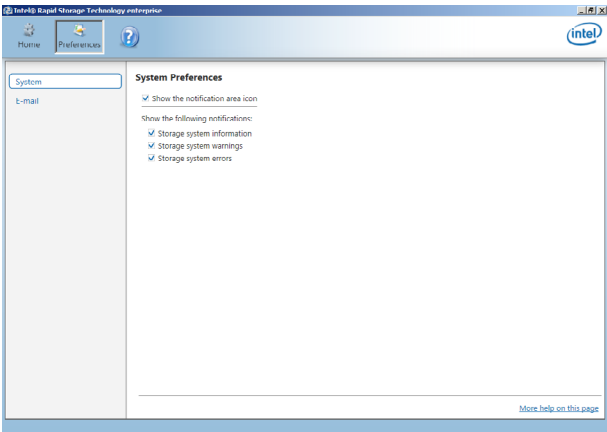 Intel® Rapid Storage Technology enterprise
Home
Preferences
?
intel
System
E-mail
System Preferences
Show the notification area icon
Show the following notifications:
Storage system information
Storage system warnings
Storage system errors
More help on this page